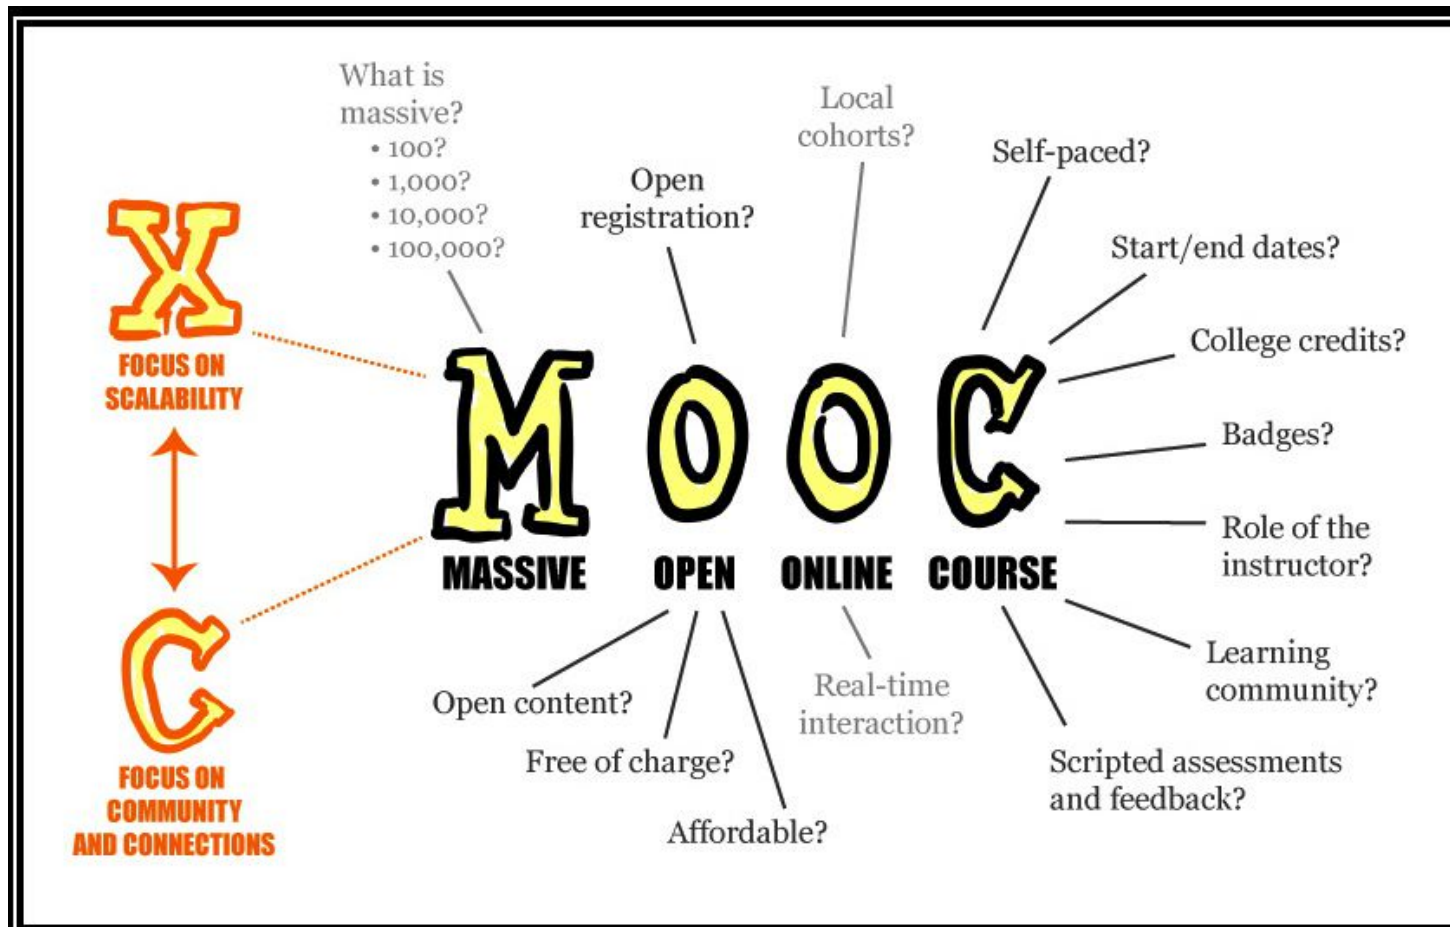 What is
massive?
• 100?
• 1,000?
• 10,000?
• 100,000?
Open
registration?
Local
cohorts?
Self-paced?
Start/end dates?
College credits?
Badges?
Role of the
instructor?
Learning
community?
Scripted assessments
and feedback?
X
FOCUS ON
SCALABILITY
C
FOCUS ON
COMMUNITY
AND CONNECTIONS
MOOC
MASSIVE OPEN ONLINE COURSE
Open content?
Free of charge?
Affordable?
Real-time
interaction?